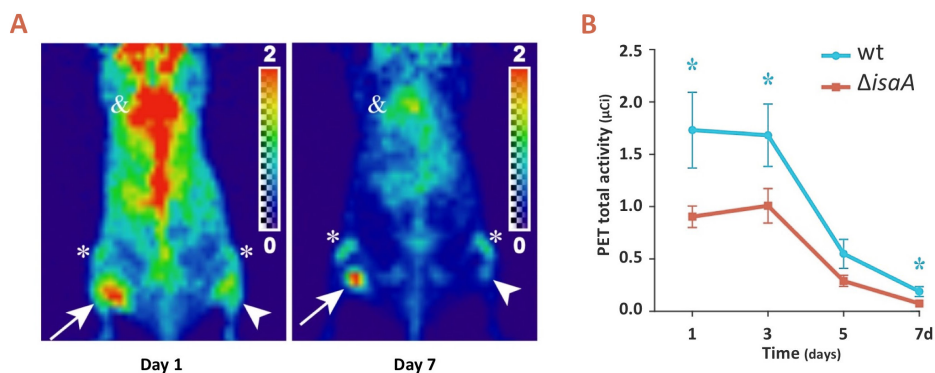 A
2
&
*
*
0
Day 1
2
&
*
*
0
Day 7
B
PET total activity (µCi)
2.5
2.0
1.5
1.0
0.5
0.0
*
*
*
wt
ΔisaA
1 3 5 7d
Time (days)